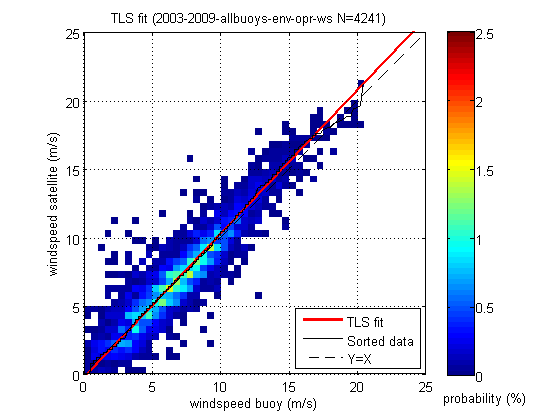 TLS fit (2003-2009-allbuoys-env-opr-ws N=4241)
25
20
15
10
5
0
windspeed satellite (m/s)
0 5 10 15 20 25
windspeed buoy (m/s)
TLS fit
Sorted data
Y=X
2.5
2
1.5
1
0.5
0
probability (%)